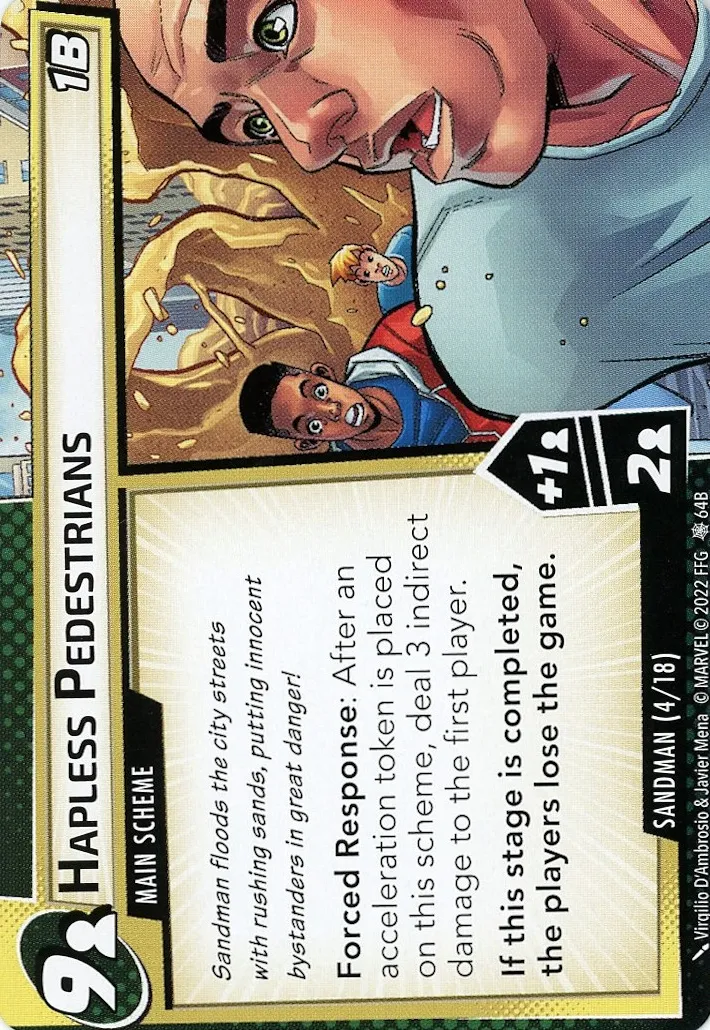 9
HAPLESS PEDESTRIANS
1B
MAIN SCHEME
Sandman floods the city streets
with rushing sands, putting innocent
bystanders in great danger!
Forced Response: After an
acceleration token is placed
on this scheme, deal 3 indirect
damage to the first player.
If this stage is completed,
the players lose the game.
+1
2
SANDMAN (4/18)
Virgilio D'Ambrosio & Javier Mena © MARVEL © 2022 FFG 64B